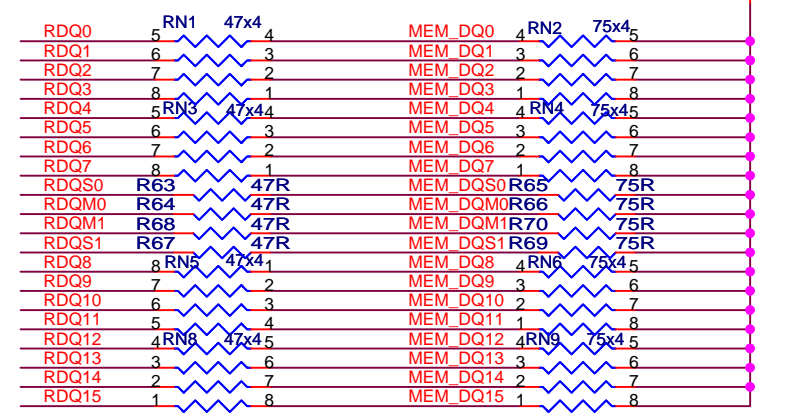 RN1 47x4 RN2 75x4
RDQ0 5 4 MEM_DQ0 4 5
RDQ1 6 3 MEM_DQ1 3 6
RDQ2 7 2 MEM_DQ2 2 7
RDQ3 8 1 MEM_DQ3 1 8
RDQ4 5 RN3 47x4 4 MEM_DQ4 4 RN4 75x4 5
RDQ5 6 3 MEM_DQ5 3 6
RDQ6 7 2 MEM_DQ6 2 7
RDQ7 8 1 MEM_DQ7 1 8
RDQS0 R63 47R MEM_DQS0 R65 75R
RDQM0 R64 47R MEM_DQM0 R66 75R
RDQM1 R68 47R MEM_DQM1 R70 75R
RDQS1 R67 47R MEM_DQS1 R69 75R
RDQ8 8 RN5 47x4 1 MEM_DQ8 4 RN6 75x4 5
RDQ9 7 2 MEM_DQ9 3 6
RDQ10 6 3 MEM_DQ10 2 7
RDQ11 5 4 MEM_DQ11 1 8
RDQ12 4 RN8 47x4 5 MEM_DQ12 4 RN9 75x4 5
RDQ13 3 6 MEM_DQ13 3 6
RDQ14 2 7 MEM_DQ14 2 7
RDQ15 1 8 MEM_DQ15 1 8